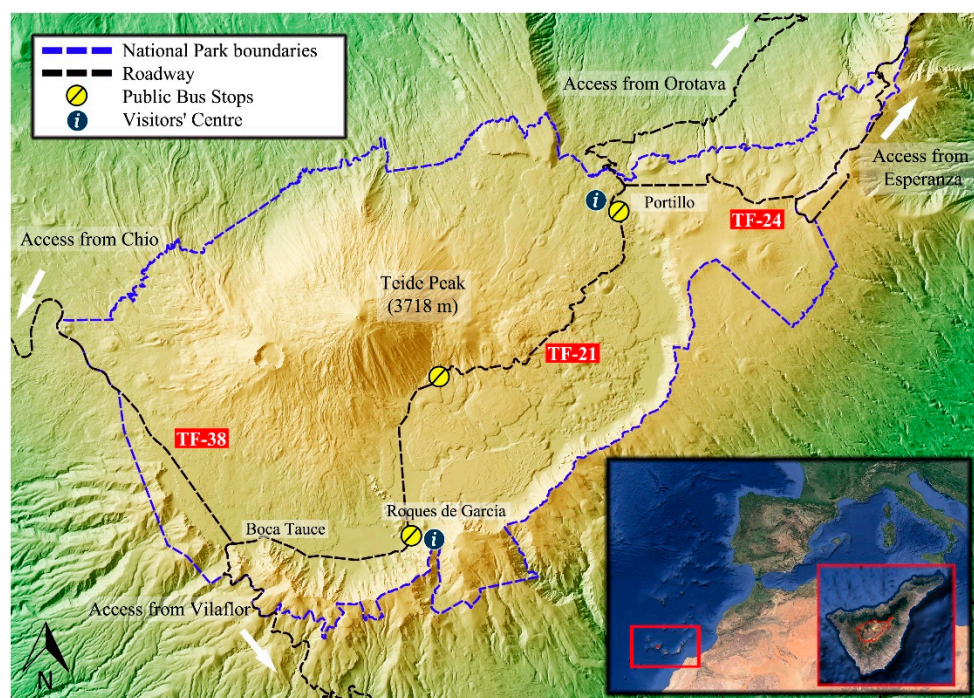 National Park boundaries
Roadway
Public Bus Stops
i Visitors' Centre
Access from Orotava
Access from
Esperanza
i
Portillo
TF-24
Access from Chio
Teide Peak
(3718 m)
TF-21
TF-38
Roques de García
Boca Tauce
i
Access from Vilaflor
N